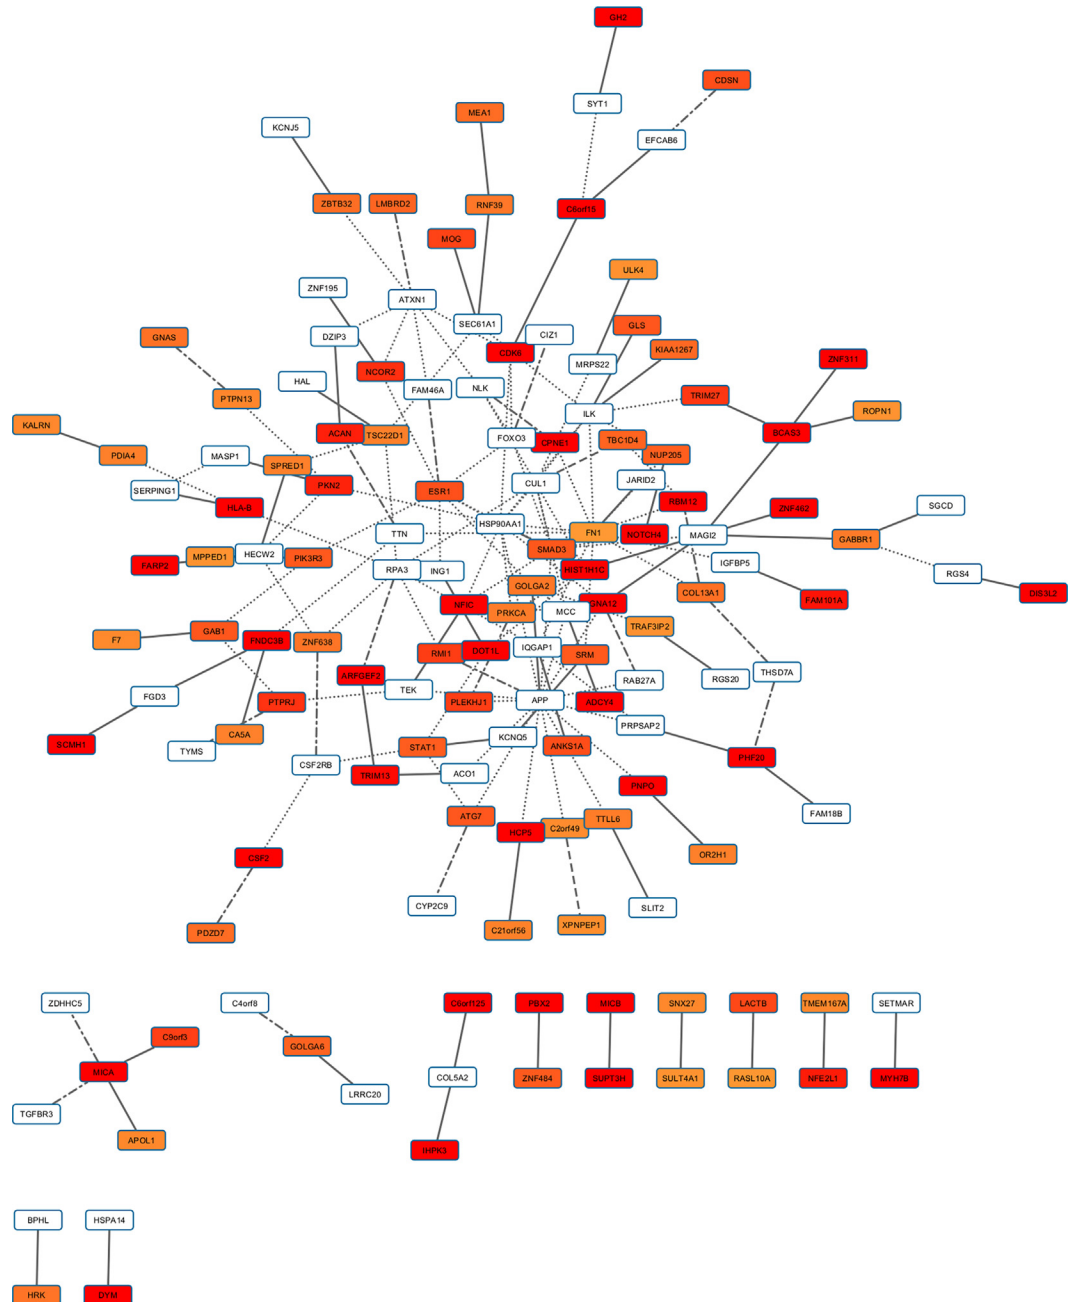 GH2
CDSN
SYT1
MEA1
KCNJ5
EFCAB6
ZBTB32
LMBRD2
RNF39
C6orf15
MOG
ULK4
ZNF195
ATXN1
SEC61A1
GLS
DZIP3
CIZ1
GNAS
CDK8
KIAA1267
ZNF311
MRPS22
NCOR2
HAL
FAM46A
NLK
PTPN13
TRIM27
ROPN1
ILK
KALRN
ACAN
TSC22D1
FOXO3
CPNE1
TBC1D4
BCAS3
PDIA4
MASP1
NUP205
SPRED1
JARID2
SERPING1
PKN2
ESR1
CUL1
RBM12
SGCD
HLA-B
ZNF462
HSP90AA1
FN1
NOTCH4
MAGI2
GABBR1
TTN
SMAD3
MPPED1
HECW2
PIK3R3
FARP2
RPA3
ING1
HIST1H1C
IGFBP5
RGS4
GOLGA2
COL13A1
DIS3L2
NFIC
PRKCA
MCC
GNA12
FAM101A
F7
GAB1
FNDC3B
ZNF638
TRAF3IP2
RMI1
DOT1L
IQGAP1
SRM
ARFGEF2
RAB27A
RGS20
THSD7A
FGD3
TEK
PTPRJ
PLEKHJ1
APP
ADCY4
PRPSAP2
SCMH1
TYMS
CA5A
STAT1
KCNQ5
ANKS1A
CSF2RB
TRIM13
ACO1
PHF20
PNPO
ATG7
HCP5
C2orf49
TTLL6
FAM18B
CSF2
OR2H1
CYP2C9
SLIT2
PDZD7
C21orf56
XPNPEP1
ZDHHC5
C4orf8
C6orf125
PBX2
MICB
SNX27
LACTB
TMEM167A
SETMAR
C9orf3
GOLGA6
MICA
COL5A2
ZNF484
SUPT3H
SULT4A1
RASL10A
NFE2L1
MYH7B
LRRC20
TGFBR3
APOL1
IHPK3
BPHL
HSPA14
HRK
DYM